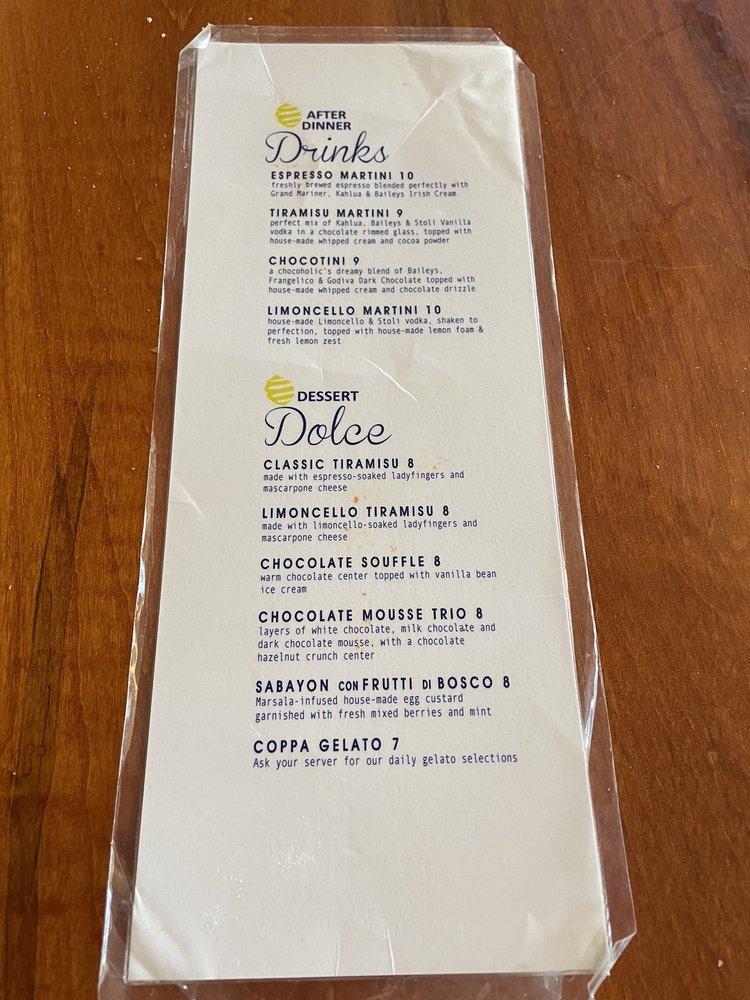 AFTER
DINNER
Drinks
ESPRESSO MARTINI 10
freshly brewed espresso blended perfectly with
Grand Mariner, Kahlua & Baileys Irish Cream
TIRAMISU MARTINI 9
perfect mix of Kahlua, Baileys & Stoli Vanilla
vodka in a chocolate rimmed glass, topped with
house-made whipped cream and cocoa powder
CHOCOTINI 9
a chocoholic's dreamy blend of Baileys,
Frangelico & Godiva Dark Chocolate topped with
house-made whipped cream and chocolate drizzle
LIMONCELLO MARTINI 10
house-made Limoncello & Stoli vodka, shaken to
perfection, topped with house-made lemon foam &
fresh lemon zest
DESSERT
Dolce
CLASSIC TIRAMISU 8
made with espresso-soaked ladyfingers and
mascarpone cheese
LIMONCELLO TIRAMISU 8
made with limoncello-soaked ladyfingers and
mascarpone cheese
CHOCOLATE SOUFFLE 8
warm chocolate center topped with vanilla bean
ice cream
CHOCOLATE MOUSSE TRIO 8
layers of white chocolate, milk chocolate and
dark chocolate mousse, with a chocolate
hazelnut crunch center
SABAYON CON FRUTTI DI BOSCO 8
Marsala-infused house-made egg custard
garnished with fresh mixed berries and mint
COPPA GELATO 7
Ask your server for our daily gelato selections